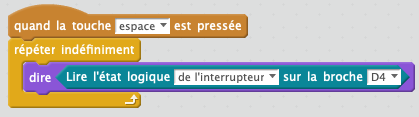 quand la touche espace est pressée
répéter indéfiniment
dire Lire l'état logique de l'interrupteur sur la broche D4